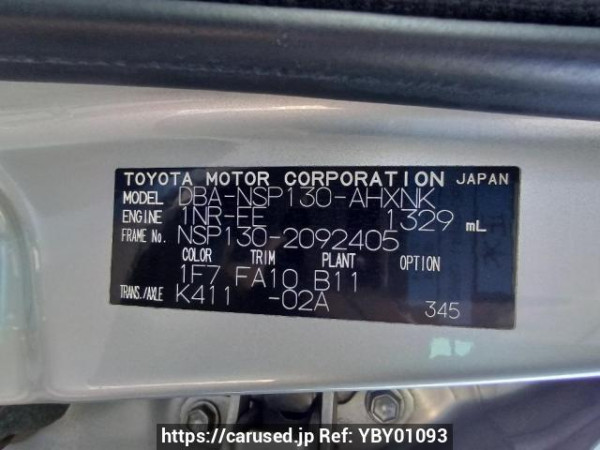 TOYOTA MOTOR CORPORATION JAPAN
MODEL DBA-NSP130-AHXNK
ENGINE 1NR-FE 1329 mL
FRAME No. NSP130-2092405
COLOR TRIM PLANT OPTION
1F7 FA10 B11
TRANS./AXLE K411 -02A
345
https://carused.jp Ref: YBY01093